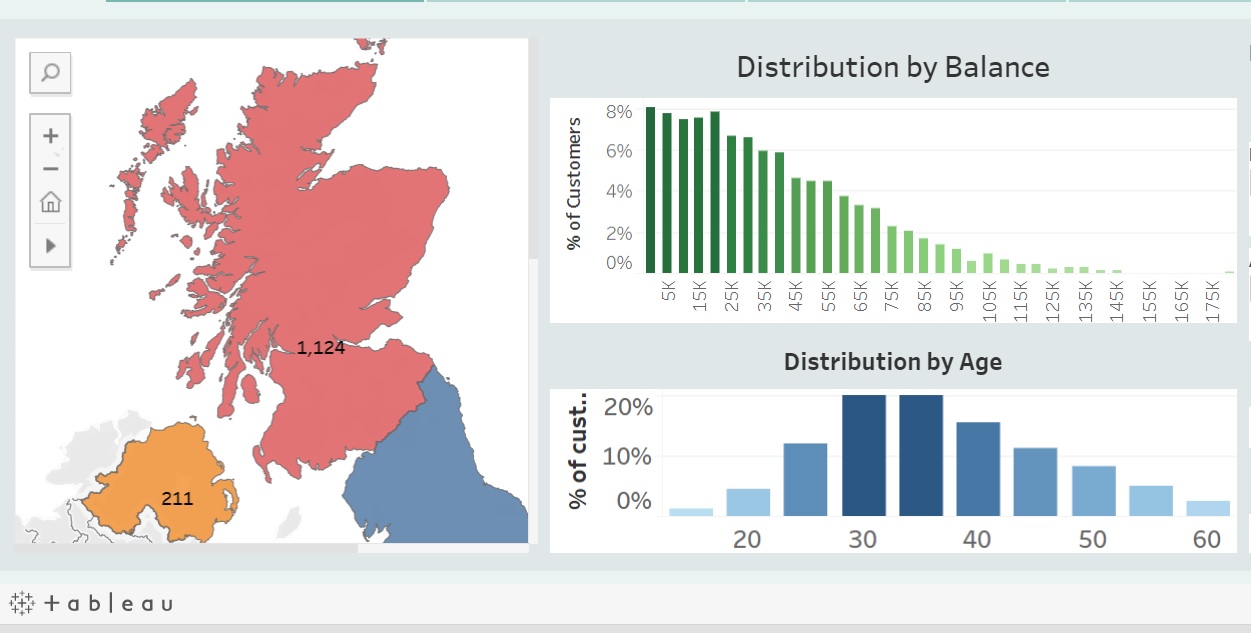 1,124
211
Distribution by Balance
% of Customers
8%
6%
4%
2%
0%
5K
15K
25K
35K
45K
55K
65K
75K
85K
95K
105K
115K
125K
135K
145K
155K
165K
175K
Distribution by Age
% of cust..
20%
10%
0%
20
30
40
50
60
+ableau